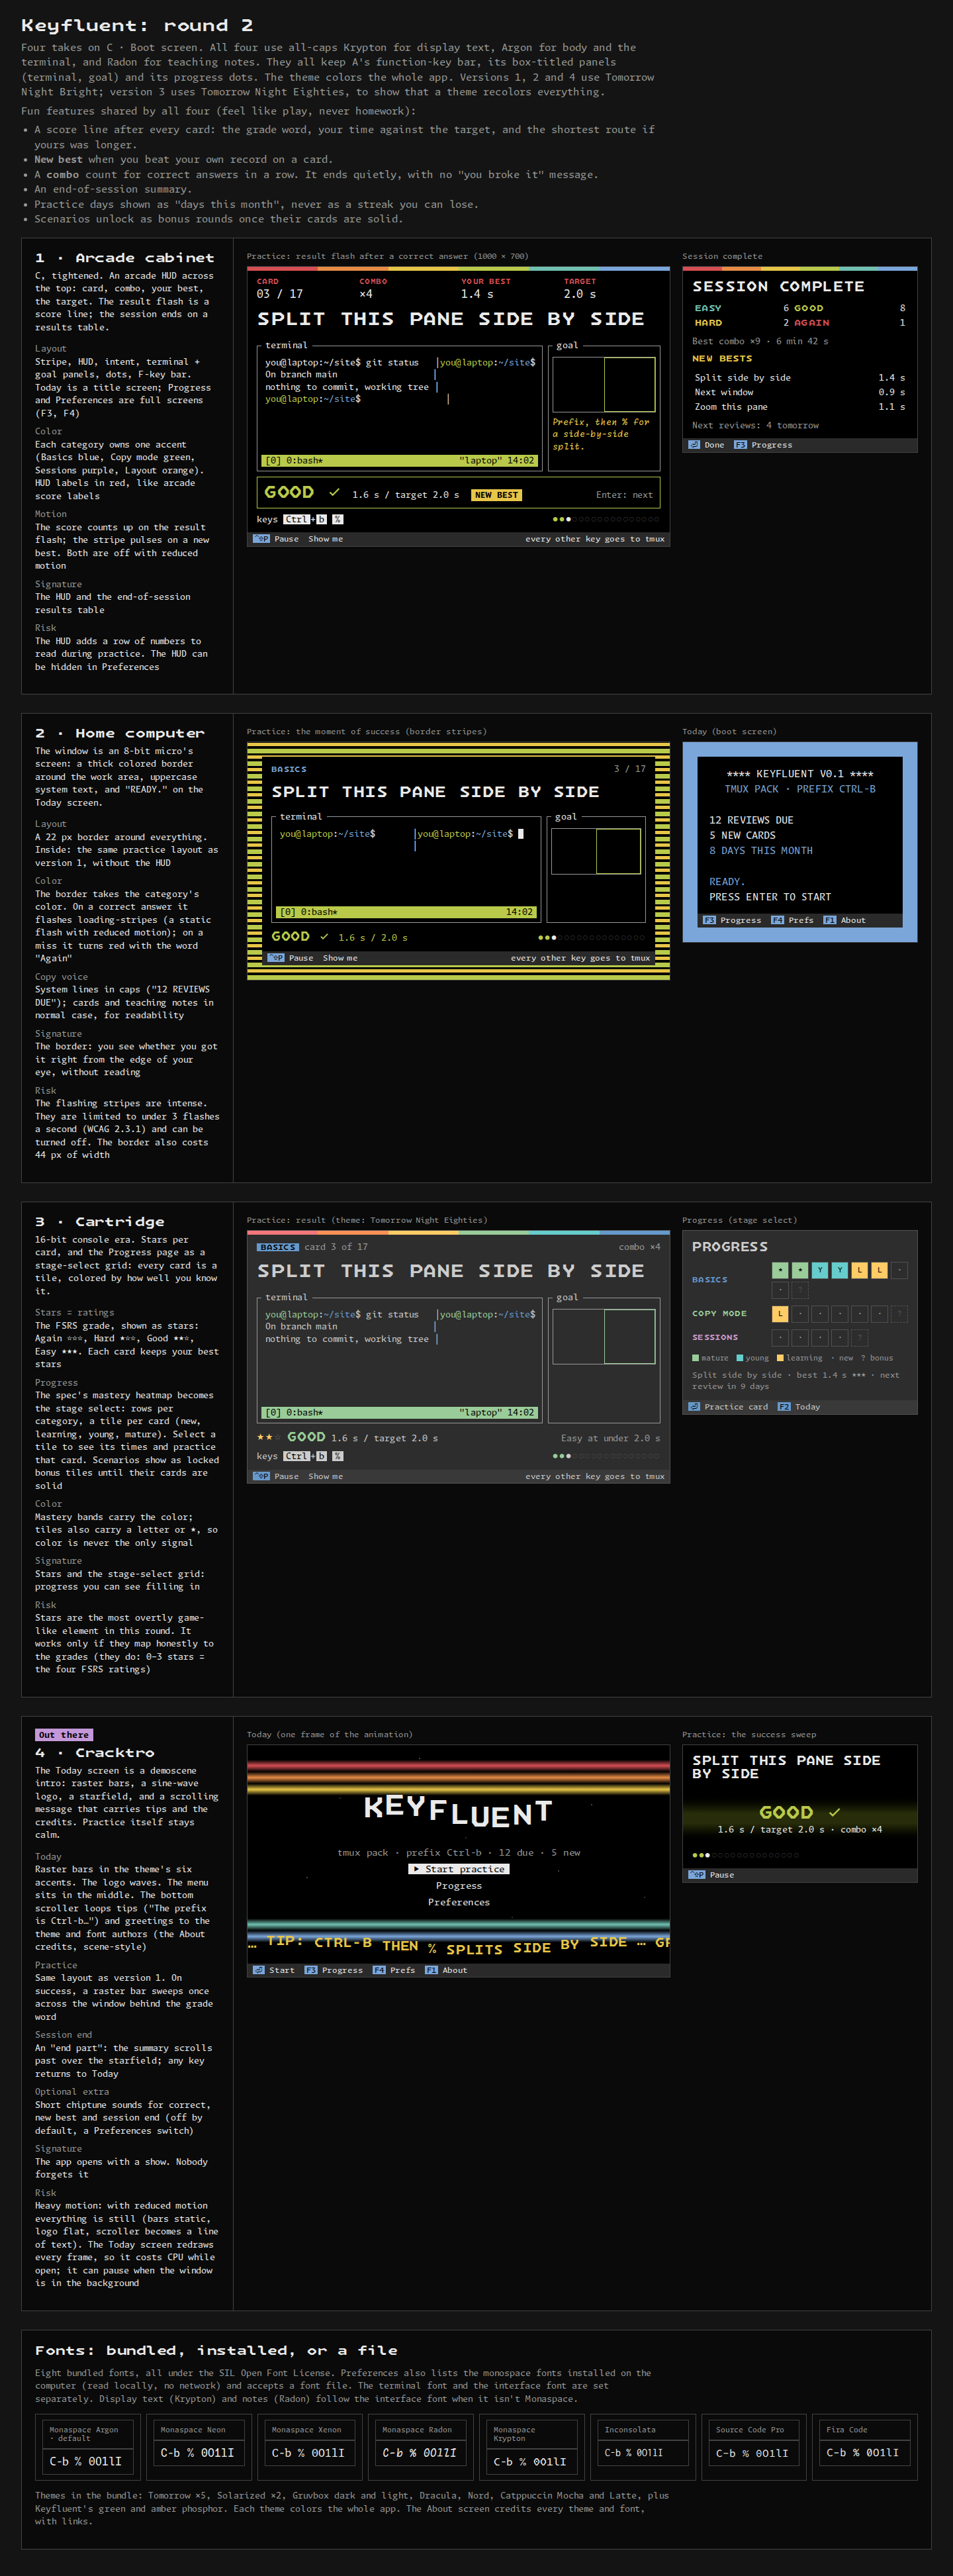 Keyfluent: round 2
Four takes on C · Boot screen. All four use all-caps Krypton for display text, Argon for body and the
terminal, and Radon for teaching notes. They all keep A's function-key bar, its box-titled panels
(terminal, goal) and its progress dots. The theme colors the whole app. Versions 1, 2 and 4 use Tomorrow
Night Bright; version 3 uses Tomorrow Night Eighties, to show that a theme recolors everything.
Fun features shared by all four (feel like play, never homework):
• A score line after every card: the grade word, your time against the target, and the shortest route if
yours was longer.
• New best when you beat your own record on a card.
• A combo count for correct answers in a row. It ends quietly, with no "you broke it" message.
• An end-of-session summary.
• Practice days shown as "days this month", never as a streak you can lose.
• Scenarios unlock as bonus rounds once their cards are solid.
1 · Arcade cabinet
C, tightened. An arcade HUD across
the top: card, combo, your best,
the target. The result flash is a
score line; the session ends on a
results table.
Layout
Stripe, HUD, intent, terminal +
goal panels, dots, F-key bar.
Today is a title screen; Progress
and Preferences are full screens
(F3, F4)
Color
Each category owns one accent
(Basics blue, Copy mode green,
Sessions purple, Layout orange).
HUD labels in red, like arcade
score labels
Motion
The score counts up on the result
flash; the stripe pulses on a new
best. Both are off with reduced
motion
Signature
The HUD and the end-of-session
results table
Risk
The HUD adds a row of numbers to
read during practice. The HUD can
be hidden in Preferences
Practice: result flash after a correct answer (1000 × 700)
CARD COMBO YOUR BEST TARGET
03 / 17 ×4 1.4 s 2.0 s
SPLIT THIS PANE SIDE BY SIDE
terminal
you@laptop:~/site$ git status │you@laptop:~/site$
On branch main │
nothing to commit, working tree │
you@laptop:~/site$ │
[0] 0:bash* "laptop" 14:02
goal
Prefix, then % for
a side-by-side
split.
GOOD ✓ 1.6 s / target 2.0 s NEW BEST Enter: next
keys Ctrl+b %
^⌥P Pause Show me every other key goes to tmux
Session complete
SESSION COMPLETE
EASY 6 GOOD 8
HARD 2 AGAIN 1
Best combo ×9 · 6 min 42 s
NEW BESTS
Split side by side 1.4 s
Next window 0.9 s
Zoom this pane 1.1 s
Next reviews: 4 tomorrow
⏎ Done F3 Progress
2 · Home computer
The window is an 8-bit micro's
screen: a thick colored border
around the work area, uppercase
system text, and "READY." on the
Today screen.
Layout
A 22 px border around everything.
Inside: the same practice layout as
version 1, without the HUD
Color
The border takes the category's
color. On a correct answer it
flashes loading-stripes (a static
flash with reduced motion); on a
miss it turns red with the word
"Again"
Copy voice
System lines in caps ("12 REVIEWS
DUE"); cards and teaching notes in
normal case, for readability
Signature
The border: you see whether you got
it right from the edge of your
eye, without reading
Risk
The flashing stripes are intense.
They are limited to under 3 flashes
a second (WCAG 2.3.1) and can be
turned off. The border also costs
44 px of width
Practice: the moment of success (border stripes)
BASICS 3 / 17
SPLIT THIS PANE SIDE BY SIDE
terminal
you@laptop:~/site$ │you@laptop:~/site$
│
[0] 0:bash* 14:02
goal
GOOD ✓ 1.6 s / 2.0 s
^⌥P Pause Show me every other key goes to tmux
Today (boot screen)
**** KEYFLUENT V0.1 ****
TMUX PACK · PREFIX CTRL-B
12 REVIEWS DUE
5 NEW CARDS
8 DAYS THIS MONTH
READY.
PRESS ENTER TO START
F3 Progress F4 Prefs F1 About
3 · Cartridge
16-bit console era. Stars per
card, and the Progress page as a
stage-select grid: every card is a
tile, colored by how well you know
it.
Stars = ratings
The FSRS grade, shown as stars:
Again ☆☆☆, Hard ★☆☆, Good ★★☆,
Easy ★★★. Each card keeps your best
stars
Progress
The spec's mastery heatmap becomes
the stage select: rows per
category, a tile per card (new,
learning, young, mature). Select a
tile to see its times and practice
that card. Scenarios show as locked
bonus tiles until their cards are
solid
Color
Mastery bands carry the color;
tiles also carry a letter or ★, so
color is never the only signal
Signature
Stars and the stage-select grid:
progress you can see filling in
Risk
Stars are the most overtly game-
like element in this round. It
works only if they map honestly to
the grades (they do: 0–3 stars =
the four FSRS ratings)
Practice: result (theme: Tomorrow Night Eighties)
BASICS card 3 of 17 combo ×4
SPLIT THIS PANE SIDE BY SIDE
terminal
you@laptop:~/site$ git status │you@laptop:~/site$
On branch main │
nothing to commit, working tree │
[0] 0:bash* "laptop" 14:02
goal
★★☆ GOOD 1.6 s / target 2.0 s Easy at under 2.0 s
keys Ctrl+b %
^⌥P Pause Show me every other key goes to tmux
Progress (stage select)
PROGRESS
BASICS ★ ★ Y Y L L ·
· ?
COPY MODE L · · · · · ?
SESSIONS · · · · ?
mature young learning · new ? bonus
Split side by side · best 1.4 s ★★★ · next
review in 9 days
⏎ Practice card F2 Today
Out there
4 · Cracktro
The Today screen is a demoscene
intro: raster bars, a sine-wave
logo, a starfield, and a scrolling
message that carries tips and the
credits. Practice itself stays
calm.
Today
Raster bars in the theme's six
accents. The logo waves. The menu
sits in the middle. The bottom
scroller loops tips ("The prefix
is Ctrl-b…") and greetings to the
theme and font authors (the About
credits, scene-style)
Practice
Same layout as version 1. On
success, a raster bar sweeps once
across the window behind the grade
word
Session end
An "end part": the summary scrolls
past over the starfield; any key
returns to Today
Optional extra
Short chiptune sounds for correct,
new best and session end (off by
default, a Preferences switch)
Signature
The app opens with a show. Nobody
forgets it
Risk
Heavy motion: with reduced motion
everything is still (bars static,
logo flat, scroller becomes a line
of text). The Today screen redraws
every frame, so it costs CPU while
open; it can pause when the window
is in the background
Today (one frame of the animation)
KEYFLUENT
tmux pack · prefix Ctrl-b · 12 due · 5 new
▸ Start practice
Progress
Preferences
… TIP: CTRL-B THEN % SPLITS SIDE BY SIDE … GR
⏎ Start F3 Progress F4 Prefs F1 About
Practice: the success sweep
SPLIT THIS PANE SIDE
BY SIDE
GOOD ✓
1.6 s / target 2.0 s · combo ×4
^⌥P Pause
Fonts: bundled, installed, or a file
Eight bundled fonts, all under the SIL Open Font License. Preferences also lists the monospace fonts installed on the
computer (read locally, no network) and accepts a font file. The terminal font and the interface font are set
separately. Display text (Krypton) and notes (Radon) follow the interface font when it isn't Monaspace.
Monaspace Argon
· default
C-b % 0O1lI
Monaspace Neon
C-b % 0O1lI
Monaspace Xenon
C-b % 0O1lI
Monaspace Radon
C-b % 0O1lI
Monaspace
Krypton
C-b % 0O1lI
Inconsolata
C-b % 0O1lI
Source Code Pro
C-b % 0O1lI
Fira Code
C-b % 0O1lI
Themes in the bundle: Tomorrow ×5, Solarized ×2, Gruvbox dark and light, Dracula, Nord, Catppuccin Mocha and Latte, plus
Keyfluent's green and amber phosphor. Each theme colors the whole app. The About screen credits every theme and font,
with links.